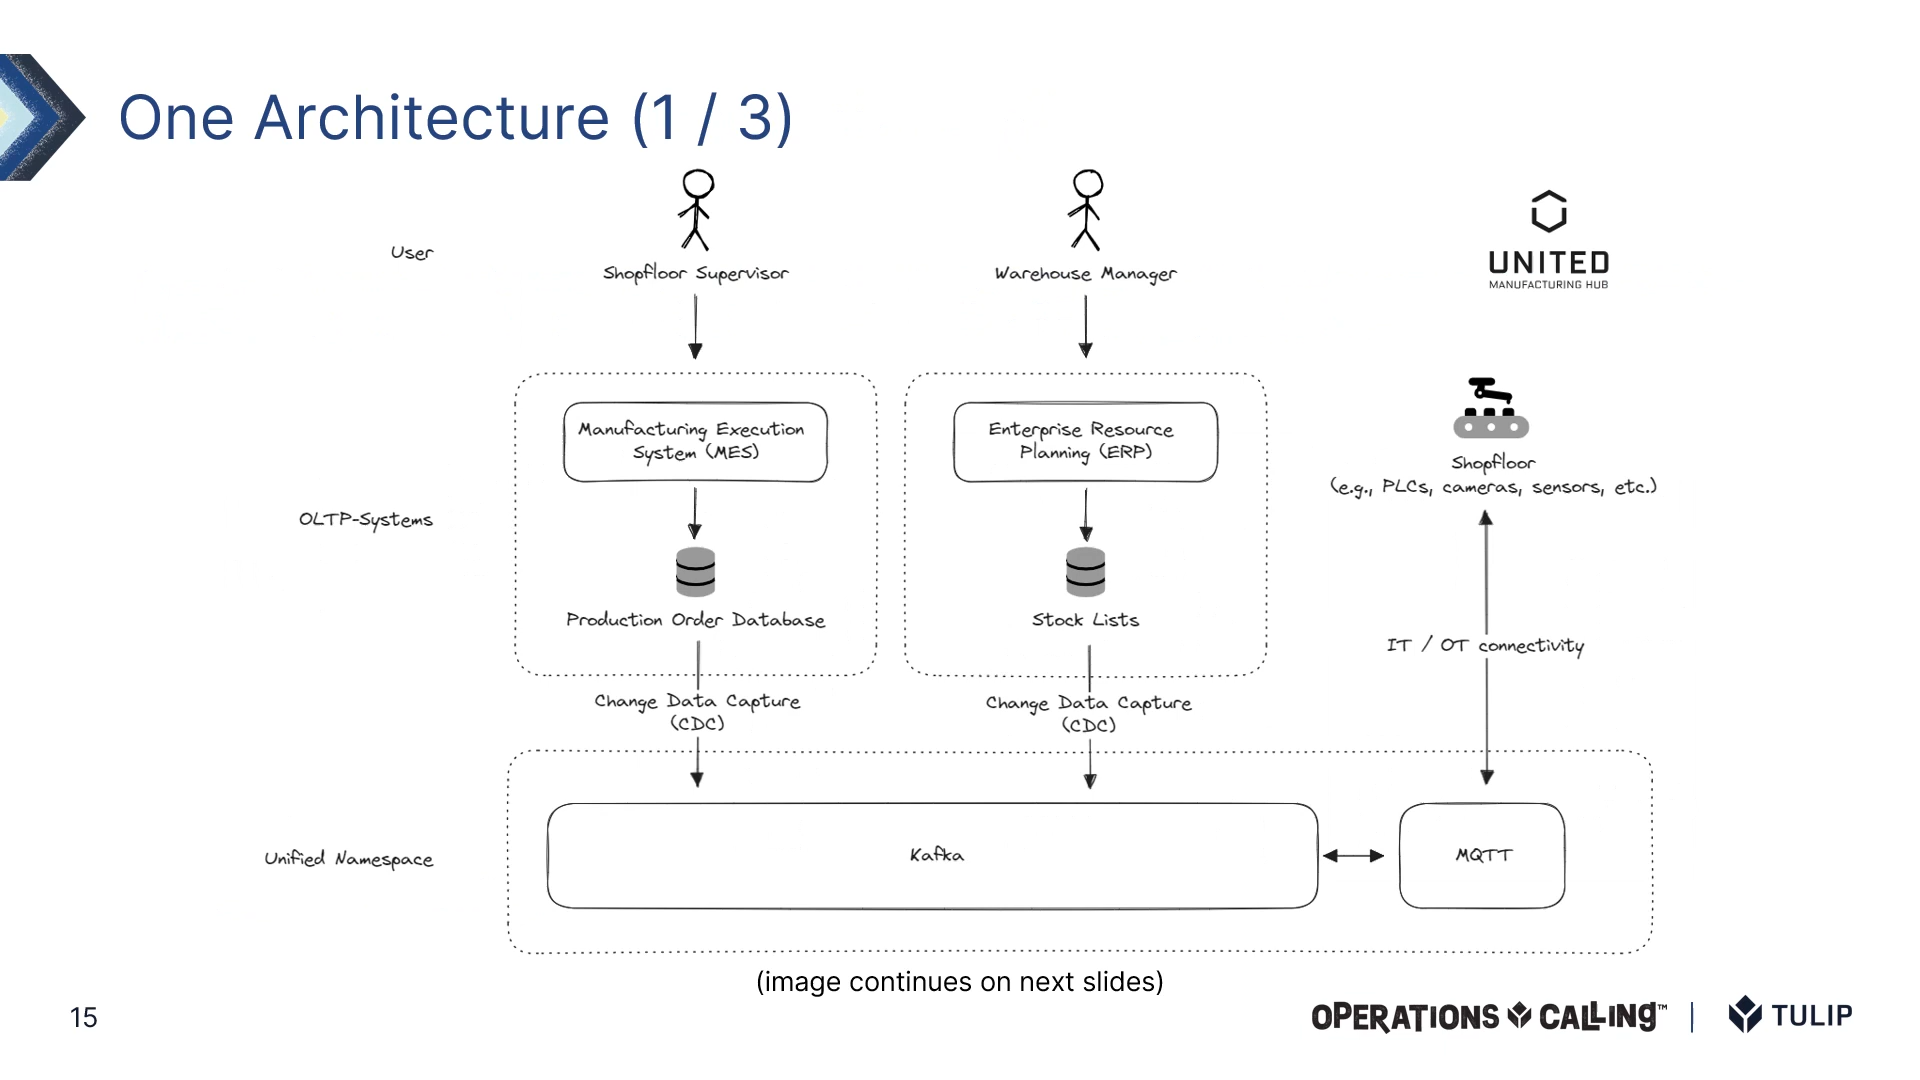 One Architecture (1 / 3)
User
Shopfloor Supervisor
Warehouse Manager
UNITED
MANUFACTURING HUB
OLTP-Systems
Manufacturing Execution
System (MES)
Production Order Database
Enterprise Resource
Planning (ERP)
Stock Lists
Shopfloor
(e.g., PLCs, cameras, sensors, etc.)
Change Data Capture
(CDC)
Change Data Capture
(CDC)
IT / OT connectivity
Unified Namespace
Kafka
MQTT
(image continues on next slides)
15
OPERATIONS CALLING™
TULIP